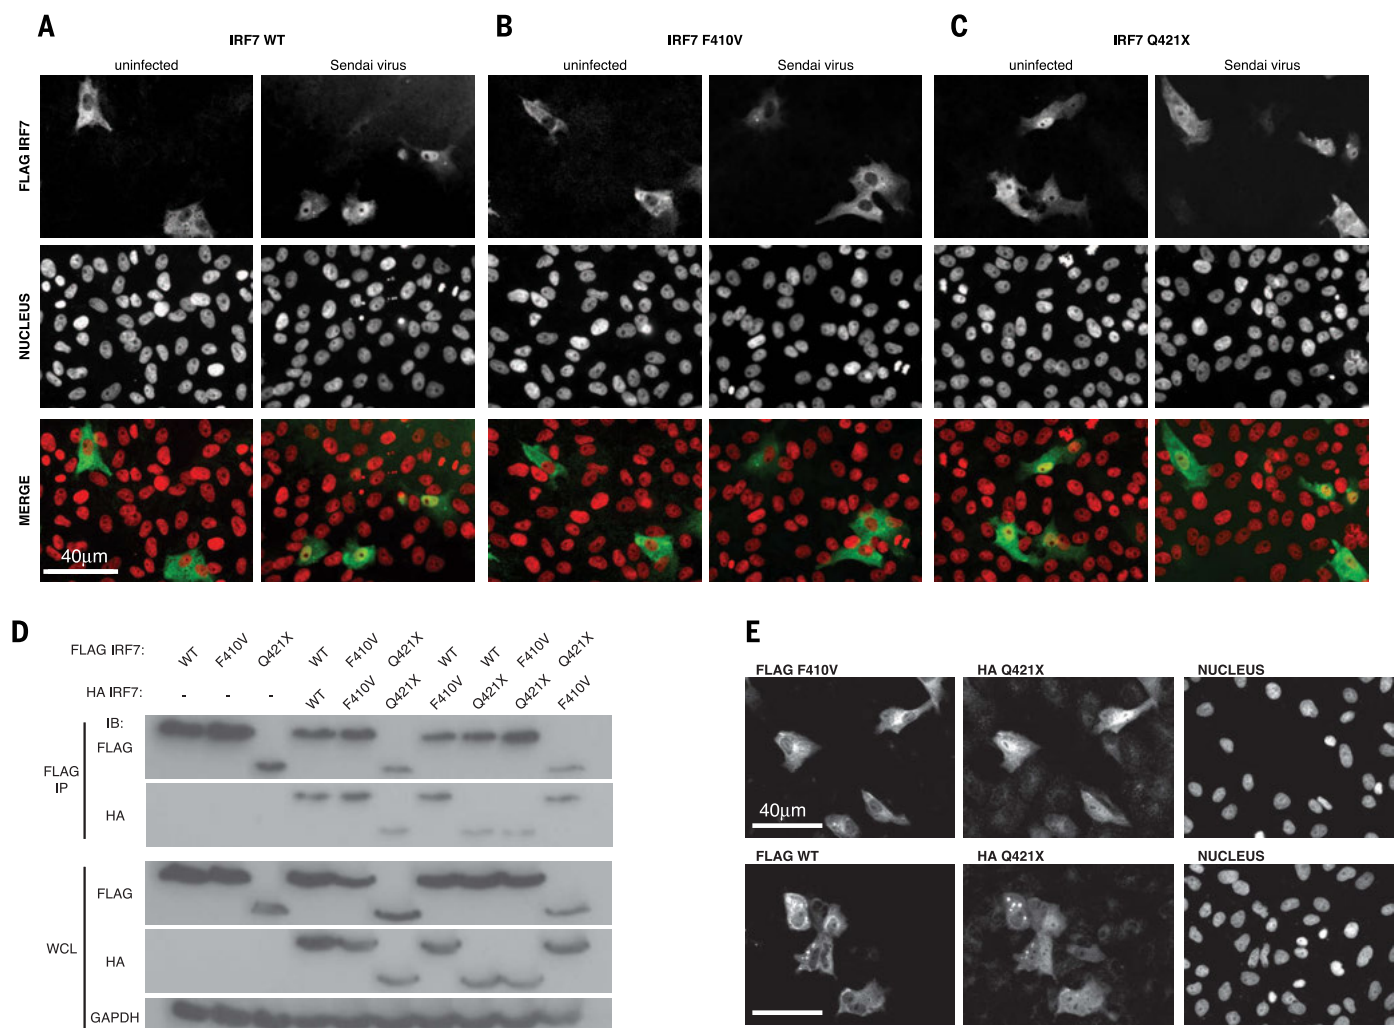 A
B
C
IRF7 WT
IRF7 F410V
IRF7 Q421X
uninfected
Sendai virus
uninfected
Sendai virus
uninfected
Sendai virus
FLAG IRF7
NUCLEUS
MERGE
40μm
D
FLAG IRF7: WT F410V Q421X WT F410V Q421X WT WT F410V Q421X
HA IRF7: - - - WT F410V Q421X F410V Q421X Q421X F410V
IB:
FLAG
FLAG IP
HA
FLAG
WCL
HA
GAPDH
E
FLAG F410V
HA Q421X
NUCLEUS
40μm
FLAG WT
HA Q421X
NUCLEUS